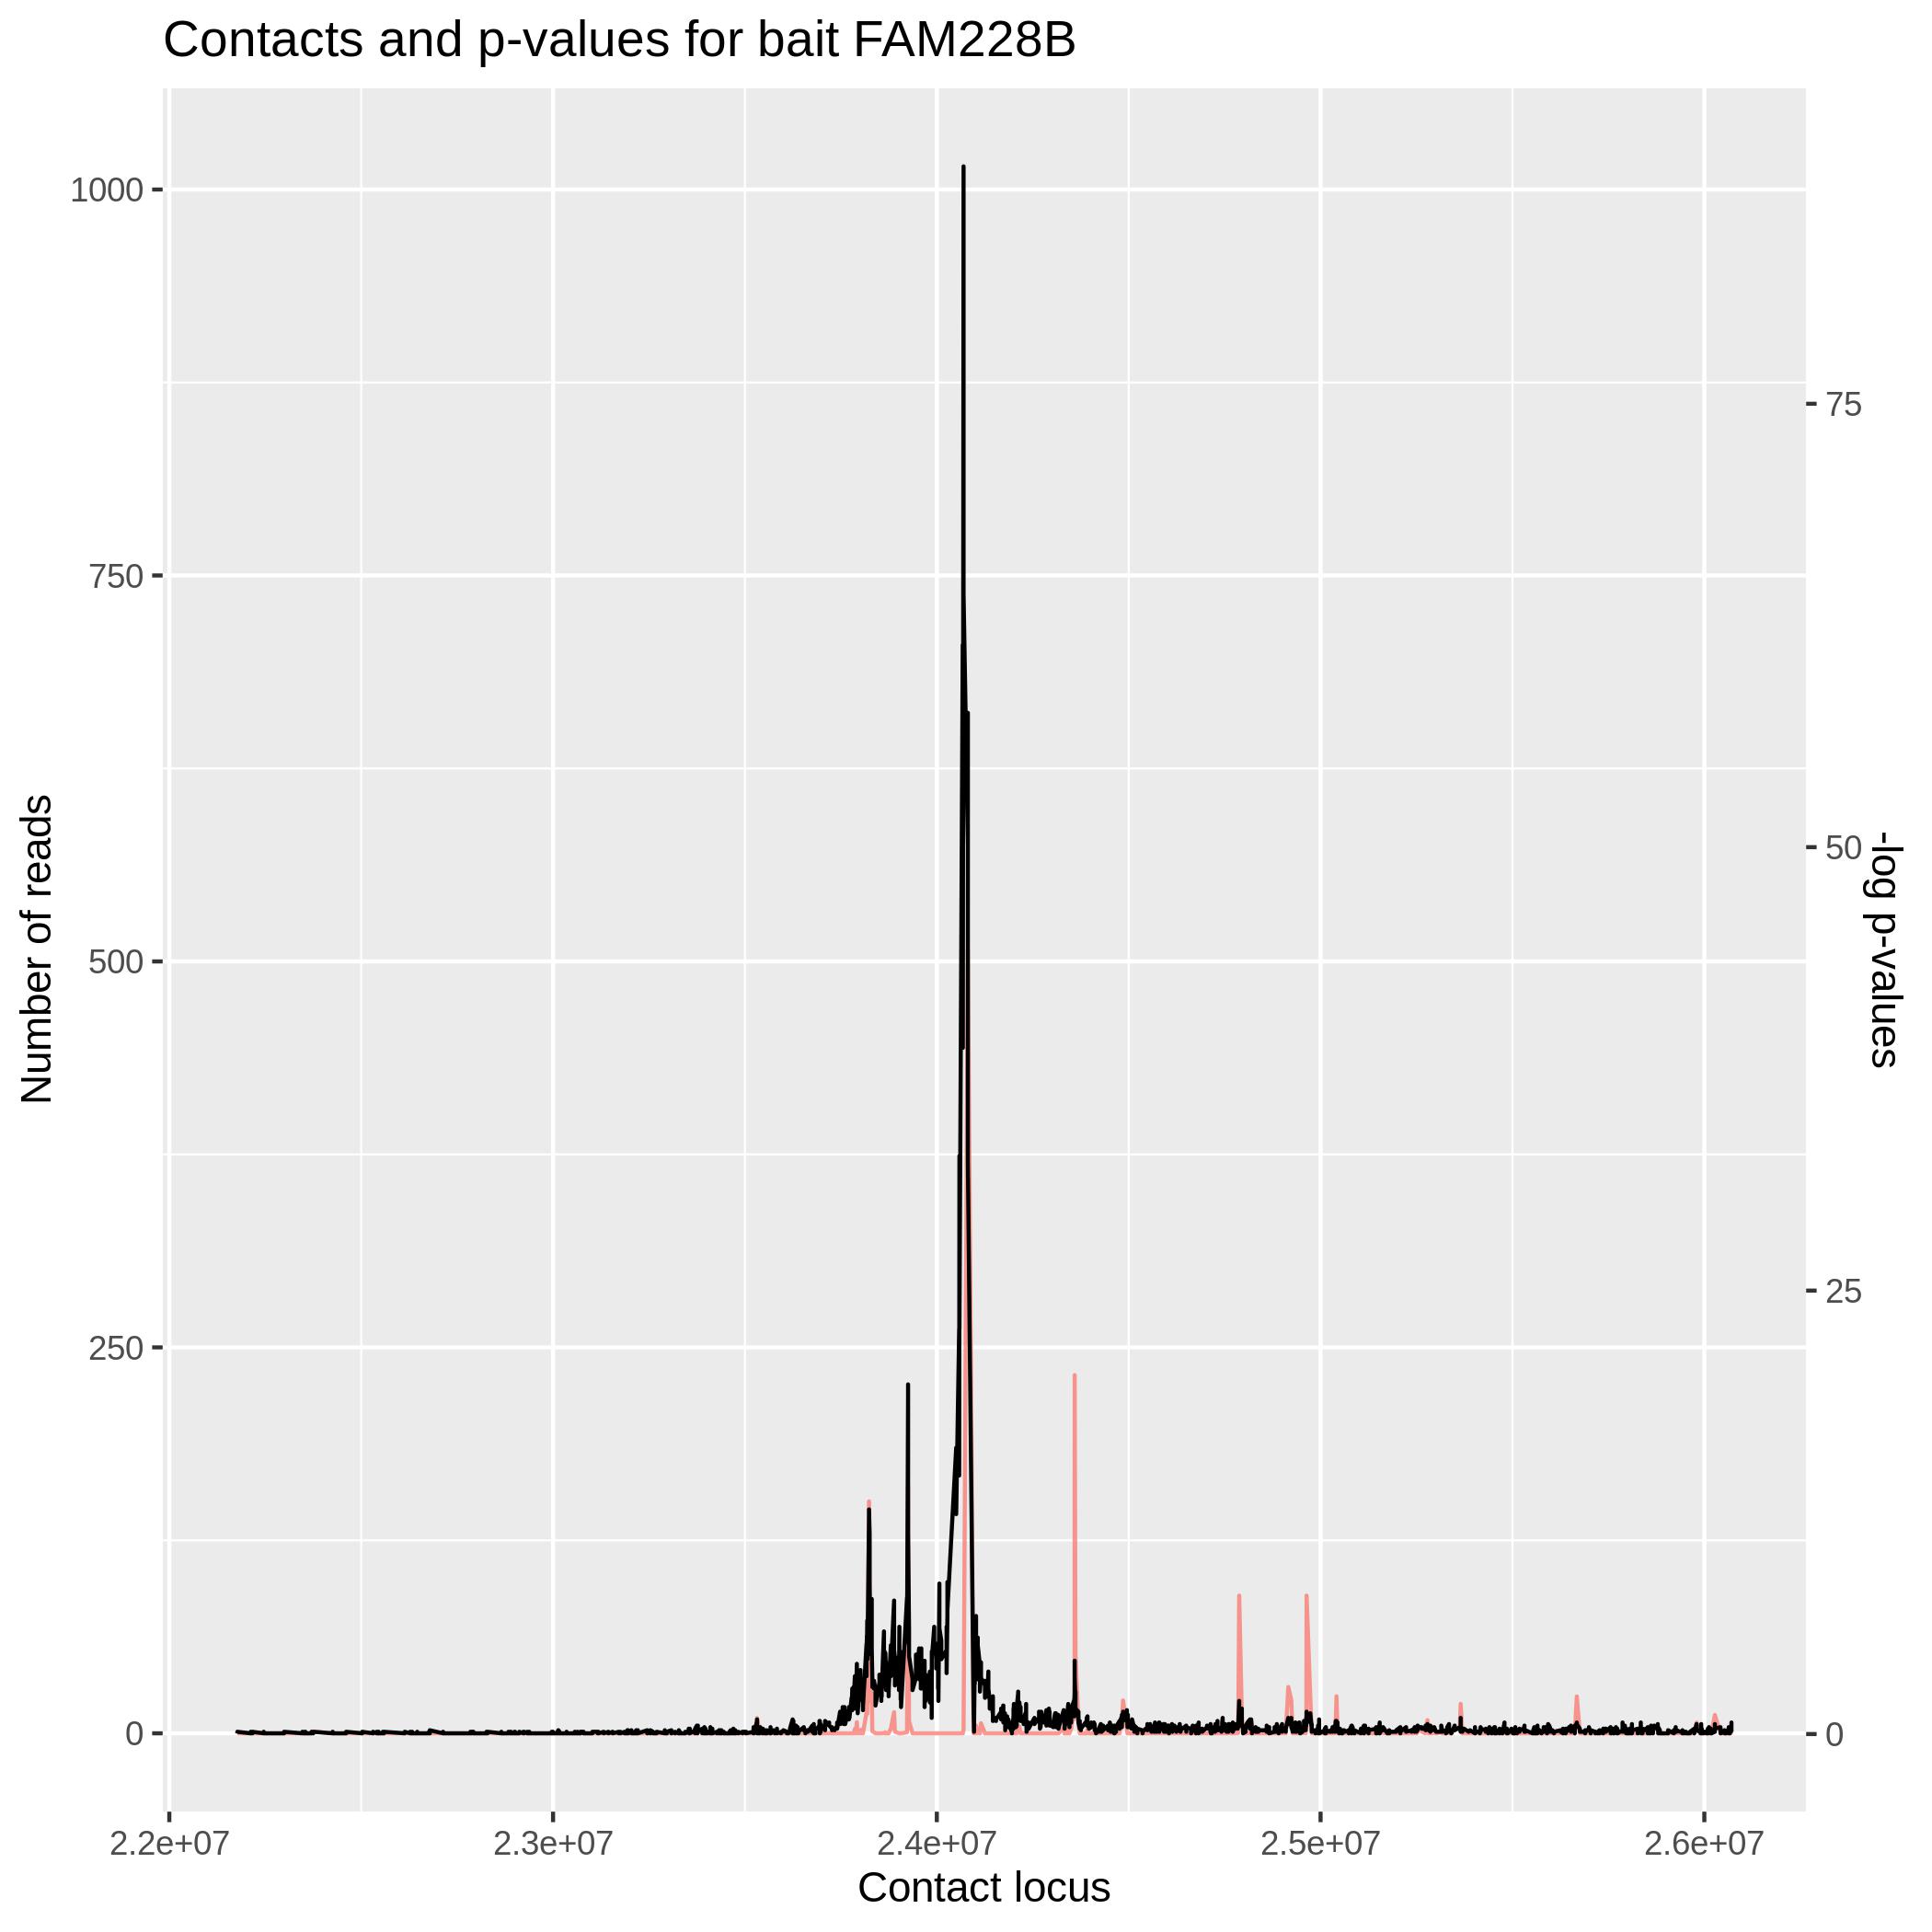 Contacts and p-values for bait FAM228B
1000
750
500
250
0
Number of reads
75
50
25
0
-log p-values
2.2e+07
2.3e+07
2.4e+07
2.5e+07
2.6e+07
Contact locus